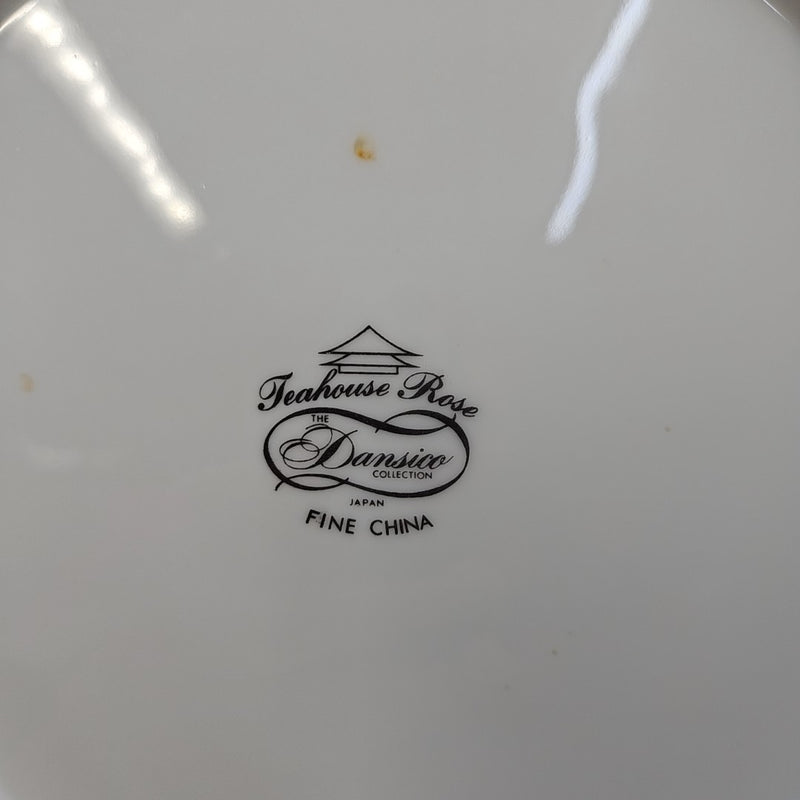 Teahouse Rose
THE
Dansico
COLLECTION
JAPAN
FINE CHINA